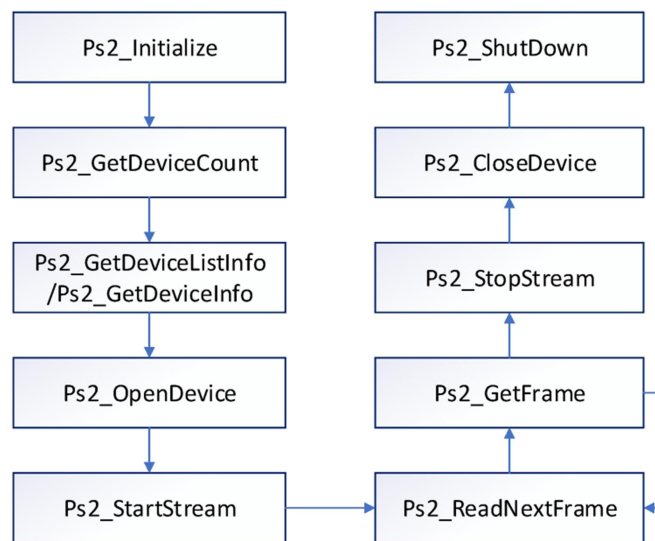 Ps2_Initialize
Ps2_GetDeviceCount
Ps2_GetDeviceListInfo
/Ps2_GetDeviceInfo
Ps2_OpenDevice
Ps2_StartStream
Ps2_ShutDown
Ps2_CloseDevice
Ps2_StopStream
Ps2_GetFrame
Ps2_ReadNextFrame